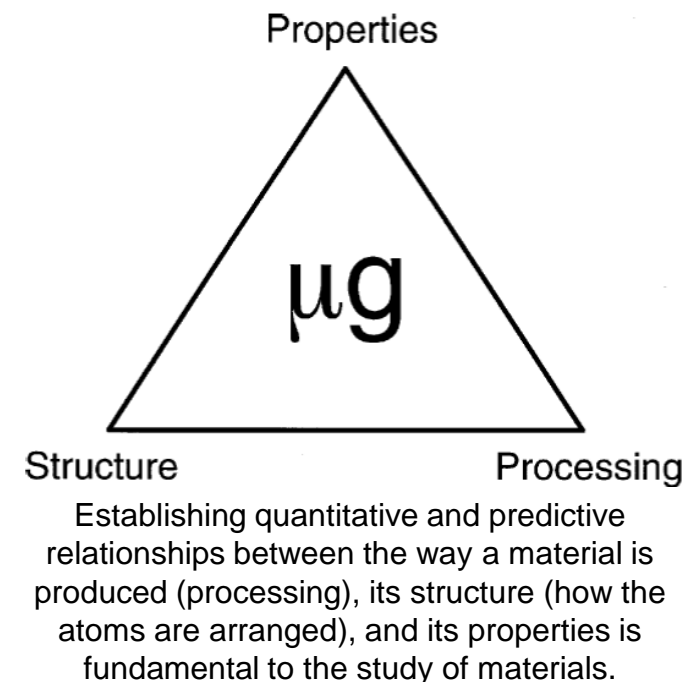 Properties
μg
Structure
Processing
Establishing quantitative and predictive
relationships between the way a material is
produced (processing), its structure (how the
atoms are arranged), and its properties is
fundamental to the study of materials.